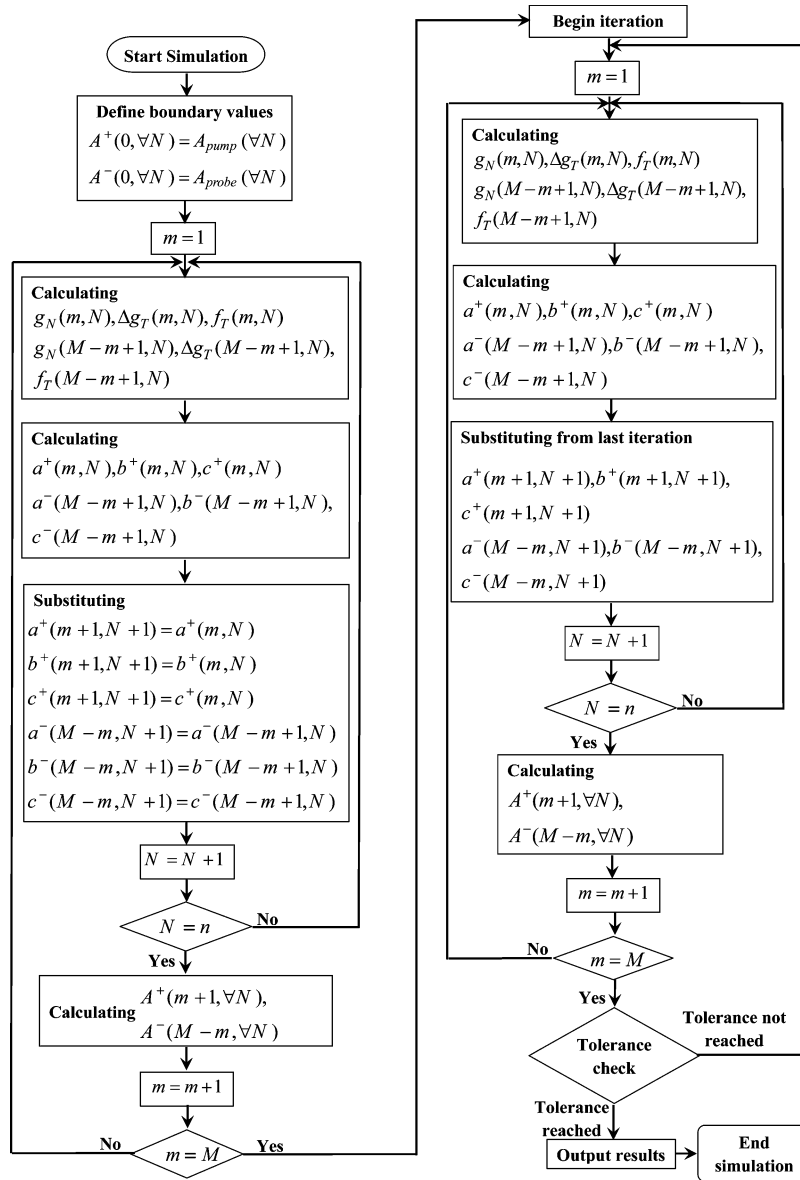 Start Simulation
Define boundary values
A⁺(0,∀N) = A_pump(∀N)
A⁻(0,∀N) = A_probe(∀N)
m = 1
Calculating
g_N(m,N),Δg_T(m,N),f_T(m,N)
g_N(M−m+1,N),Δg_T(M−m+1,N),
f_T(M−m+1,N)
Calculating
a⁺(m,N),b⁺(m,N),c⁺(m,N)
a⁻(M−m+1,N),b⁻(M−m+1,N),
c⁻(M−m+1,N)
Substituting
a⁺(m+1,N+1)=a⁺(m,N)
b⁺(m+1,N+1)=b⁺(m,N)
c⁺(m+1,N+1)=c⁺(m,N)
a⁻(M−m,N+1)=a⁻(M−m+1,N)
b⁻(M−m,N+1)=b⁻(M−m+1,N)
c⁻(M−m,N+1)=c⁻(M−m+1,N)
N = N+1
N = n
No
Yes
Calculating
A⁺(m+1,∀N),
A⁻(M−m,∀N)
m = m+1
No
m = M
Yes
Begin iteration
m = 1
Calculating
g_N(m,N),Δg_T(m,N),f_T(m,N)
g_N(M−m+1,N),Δg_T(M−m+1,N),
f_T(M−m+1,N)
Calculating
a⁺(m,N),b⁺(m,N),c⁺(m,N)
a⁻(M−m+1,N),b⁻(M−m+1,N),
c⁻(M−m+1,N)
Substituting from last iteration
a⁺(m+1,N+1),b⁺(m+1,N+1),
c⁺(m+1,N+1)
a⁻(M−m,N+1),b⁻(M−m,N+1),
c⁻(M−m,N+1)
N = N+1
N = n
No
Yes
Calculating
A⁺(m+1,∀N),
A⁻(M−m,∀N)
m = m+1
No
m = M
Yes
Tolerance
check
Tolerance not
reached
Tolerance
reached
Output results
End
simulation